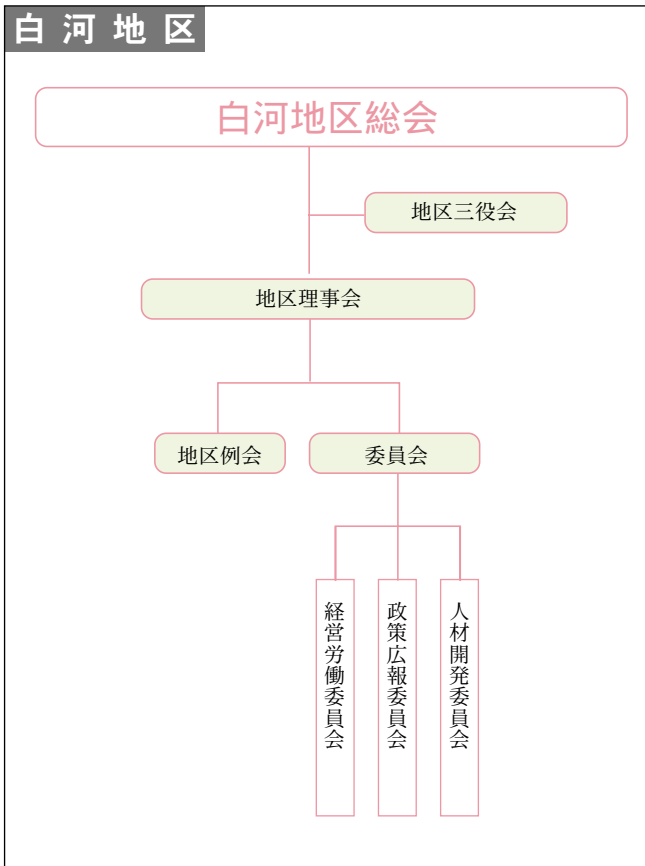 白河地区
白河地区総会
地区三役会
地区理事会
地区例会
委員会
経営労働委員会
政策広報委員会
人材開発委員会